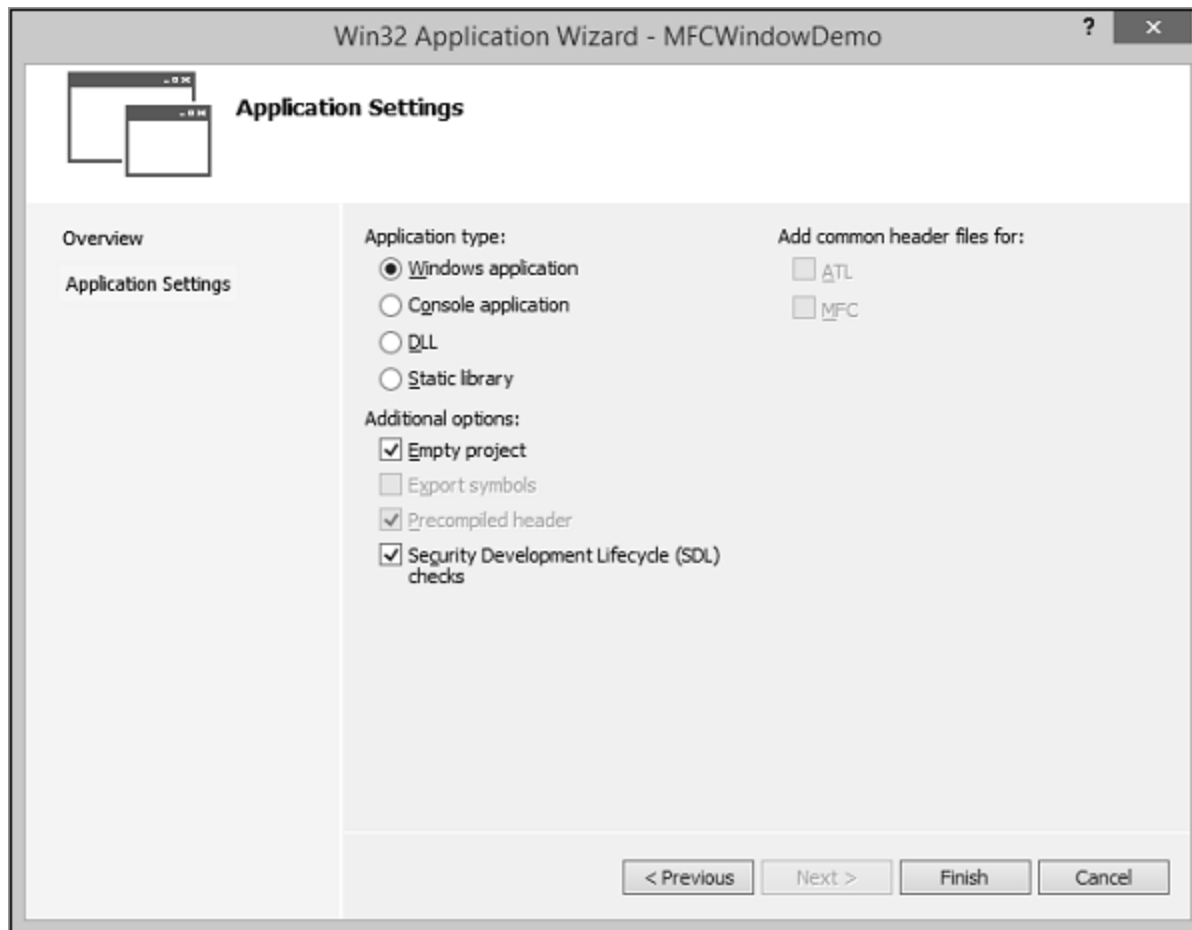 Win32 Application Wizard - MFCWindowDemo
?
Application Settings
Overview
Application Settings
Application type:
Windows application
Console application
DLL
Static library
Additional options:
Empty project
Export symbols
Precompiled header
Security Development Lifecycle (SDL)
checks
Add common header files for:
ATL
MFC
< Previous
Next >
Finish
Cancel